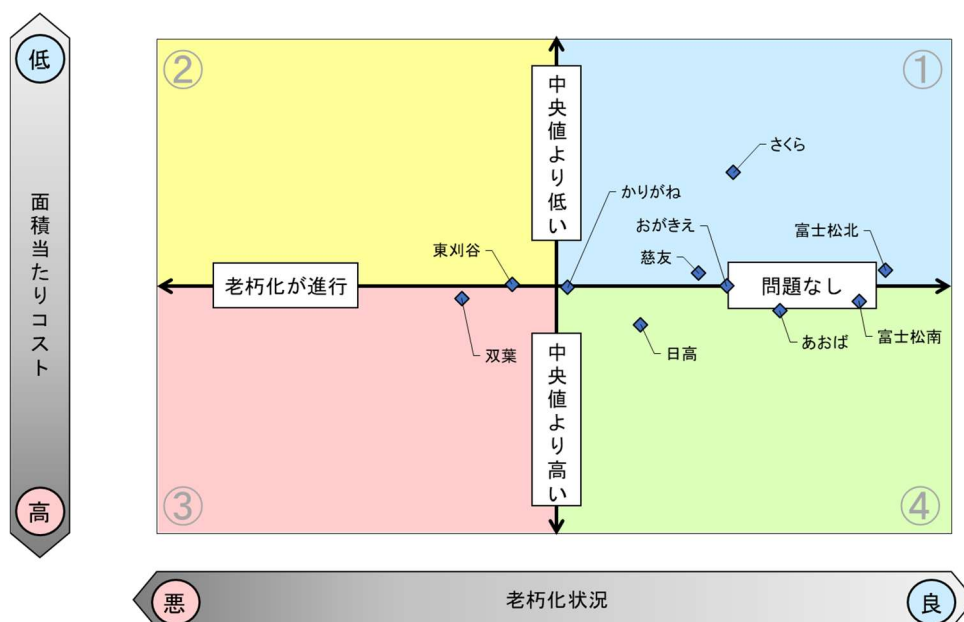 低
面積当たりコスト
高
②
①
中央値より低い
さくら
かりがね
おがきえ
富士松北
東刈谷
慈友
老朽化が進行
問題なし
双葉
日高
あおば
富士松南
中央値より高い
③
④
悪
老朽化状況
良